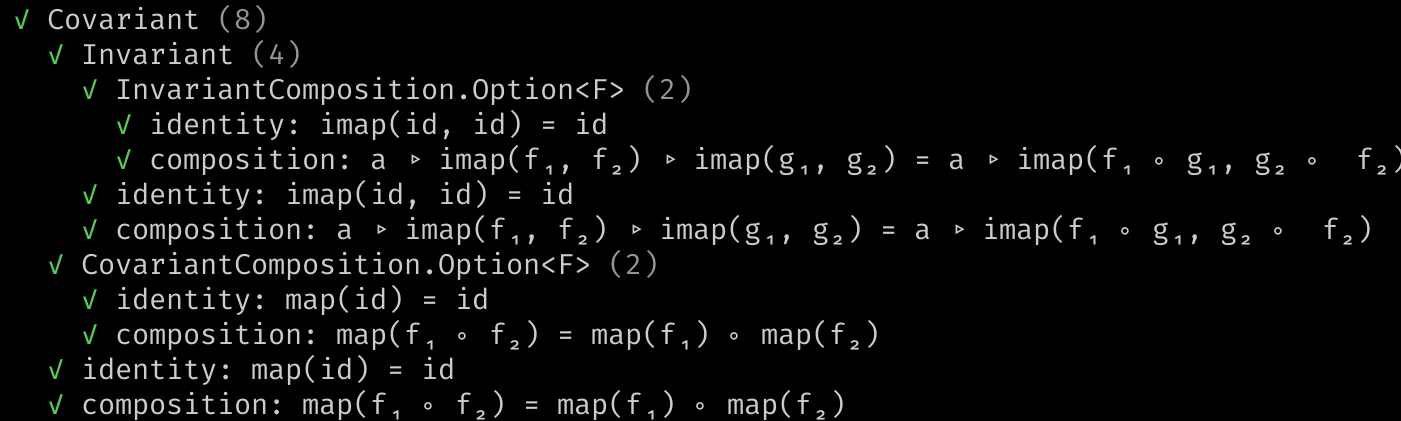 √ Covariant (8)
√ Invariant (4)
√ InvariantComposition.Option<F> (2)
√ identity: imap(id, id) = id
√ composition: a ▹ imap(f₁, f₂) ▹ imap(g₁, g₂) = a ▹ imap(f₁ ∘ g₁, g₂ ∘  f₂)
√ identity: imap(id, id) = id
√ composition: a ▹ imap(f₁, f₂) ▹ imap(g₁, g₂) = a ▹ imap(f₁ ∘ g₁, g₂ ∘  f₂)
√ CovariantComposition.Option<F> (2)
√ identity: map(id) = id
√ composition: map(f₁ ∘ f₂) = map(f₁) ∘ map(f₂)
√ identity: map(id) = id
√ composition: map(f₁ ∘ f₂) = map(f₁) ∘ map(f₂)